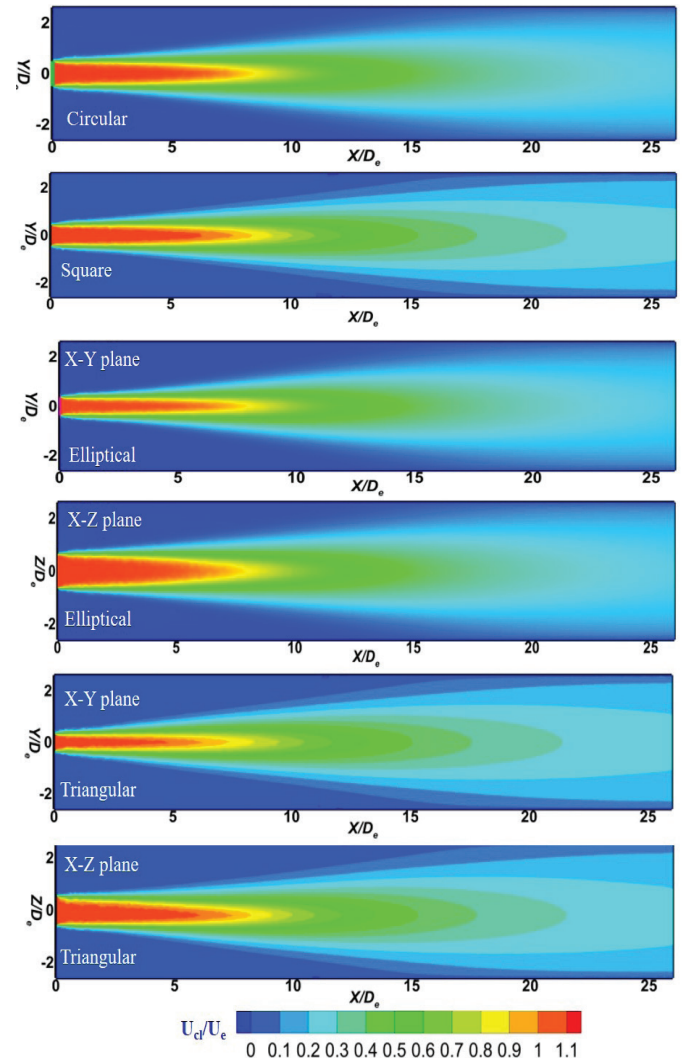 2
0
-2
Y/Dₑ
Circular
0 5 10 15 20 25
X/Dₑ
2
0
-2
Y/Dₑ
Square
0 5 10 15 20 25
X/Dₑ
X-Y plane
2
0
-2
Y/Dₑ
Elliptical
0 5 10 15 20 25
X/Dₑ
X-Z plane
2
0
-2
Z/Dₑ
Elliptical
0 5 10 15 20 25
X/Dₑ
X-Y plane
2
0
-2
Y/Dₑ
Triangular
0 5 10 15 20 25
X/Dₑ
X-Z plane
2
0
-2
Z/Dₑ
Triangular
0 5 10 15 20 25
X/Dₑ
U_cl/U_e
0 0.1 0.2 0.3 0.4 0.5 0.6 0.7 0.8 0.9 1 1.1